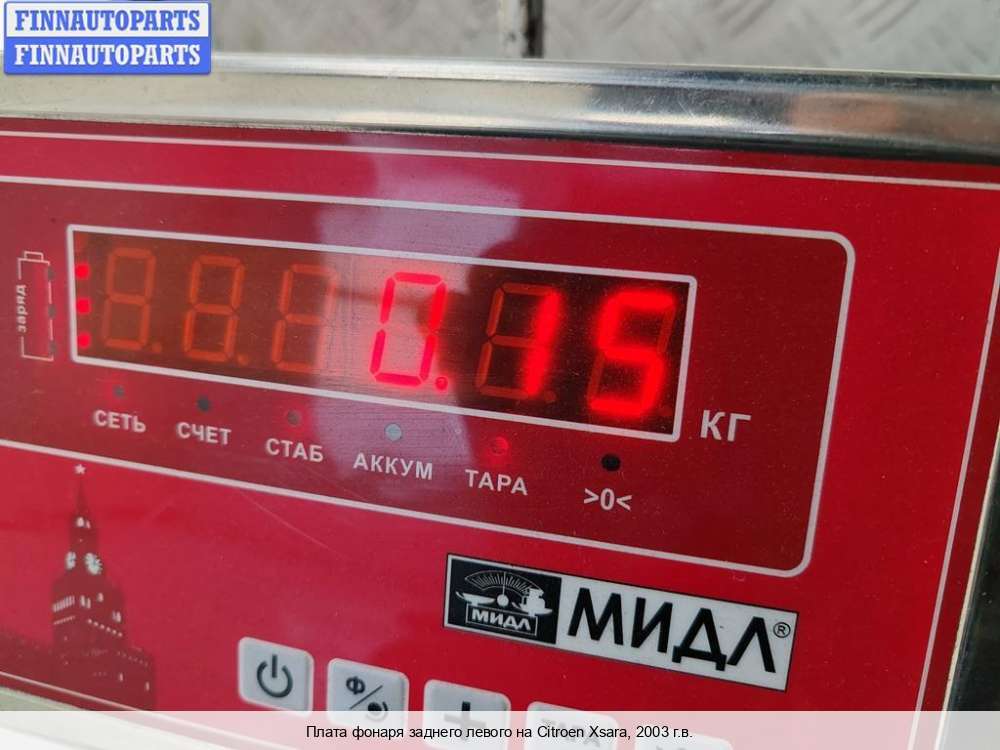 FINNAUTOPARTS
FINNAUTOPARTS
заряд
0.15
КГ
СЕТЬ СЧЕТ СТАБ АККУМ ТАРА >0<
МИДЛ МИДЛ®
Плата фонаря заднего левого на Citroen Xsara, 2003 г.в.